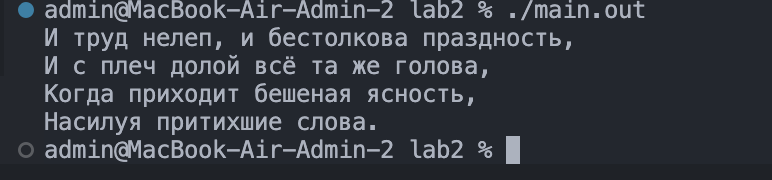 admin@MacBook-Air-Admin-2 lab2 % ./main.out
И труд нелеп, и бестолкова праздность,
И с плеч долой всё та же голова,
Когда приходит бешеная ясность,
Насилуя притихшие слова.
admin@MacBook-Air-Admin-2 lab2 %